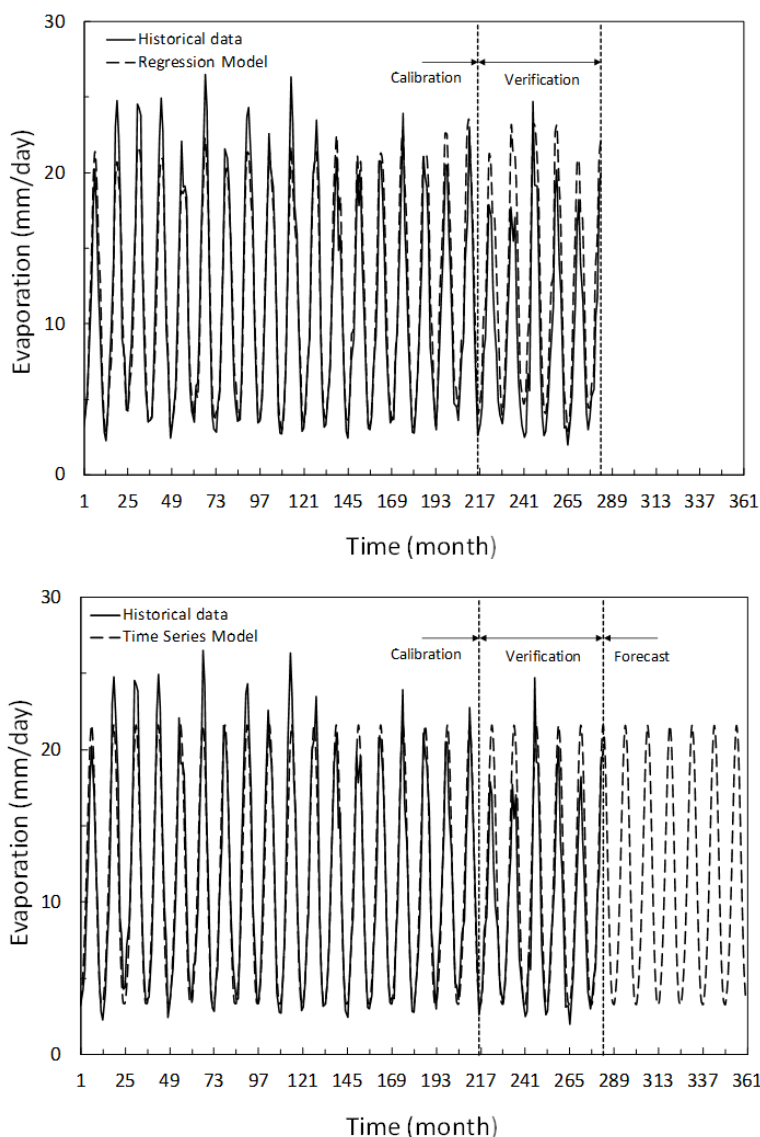 30
Historical data
Regression Model
Calibration
Verification
20
Evaporation (mm/day)
10
0
1 25 49 73 97 121 145 169 193 217 241 265 289 313 337 361
Time (month)
30
Historical data
Time Series Model
Calibration
Verification
Forecast
20
Evaporation (mm/day)
10
0
1 25 49 73 97 121 145 169 193 217 241 265 289 313 337 361
Time (month)